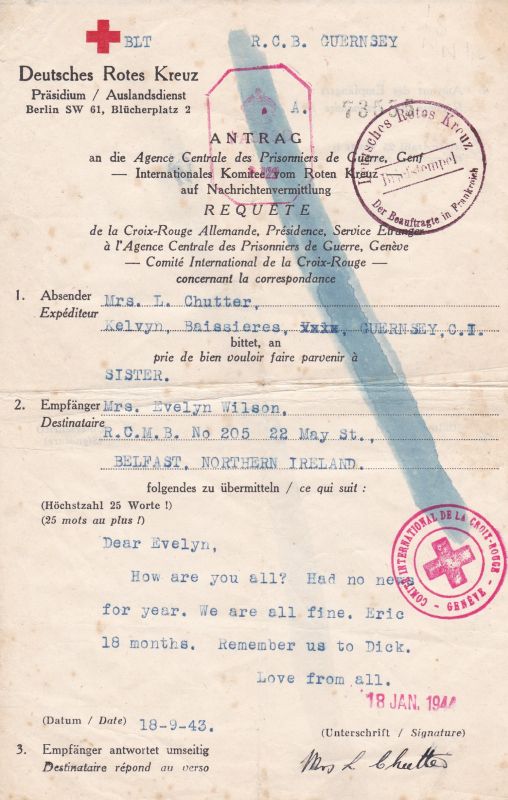 BLT R.C.B. GUERNSEY
Deutsches Rotes Kreuz
Präsidium / Auslandsdienst
Berlin SW 61, Blücherplatz 2
A.
ANTRAG
an die Agence Centrale des Prisonniers de Guerre, Genf
— Internationales Komitee vom Roten Kreuz —
auf Nachrichtenvermittlung
REQUÊTE
de la Croix-Rouge Allemande, Présidence, Service Etranger
à l'Agence Centrale des Prisonniers de Guerre, Genève
— Comité International de la Croix-Rouge —
concernant la correspondance
Deutsches Rotes Kreuz
Briefstempel
Der Beauftragte in Frankreich
1. Absender Mrs. L. Chutter,
Expéditeur Kelvyn, Baissieres, xxxx, GUERNSEY,C.I.
bittet, an
prie de bien vouloir faire parvenir à
SISTER.
2. Empfänger Mrs. Evelyn Wilson,
Destinataire R.C.M.B. No 205 22 May St.,
BELFAST, NORTHERN IRELAND.
folgendes zu übermitteln / ce qui suit :
(Höchstzahl 25 Worte !)
(25 mots au plus !)
COMITÉ INTERNATIONAL DE LA CROIX-ROUGE
— GENÈVE —
Dear Evelyn,
How are you all? Had no news
for year. We are all fine. Eric
18 months. Remember us to Dick.
Love from all.
18 JAN. 1944
(Datum / Date) 18-9-43.
(Unterschrift / Signature)
3. Empfänger antwortet umseitig
Destinataire répond au verso
Mrs L Chutter